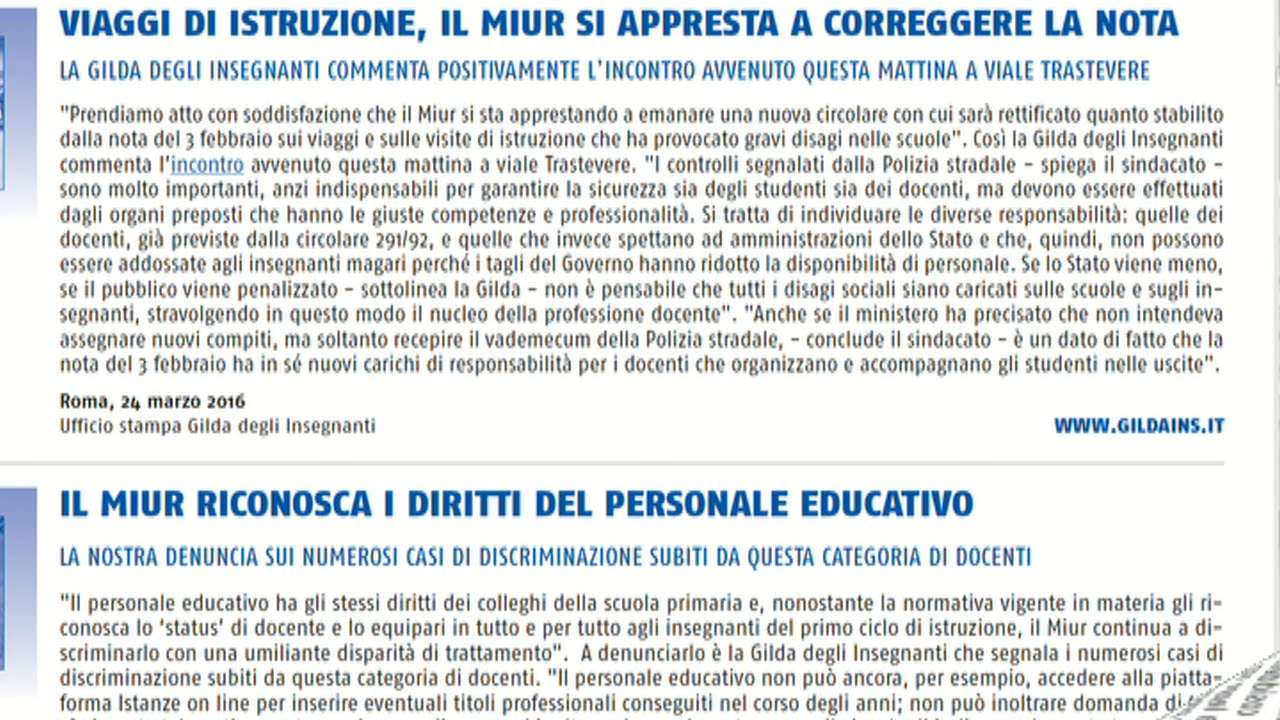 VIAGGI DI ISTRUZIONE, IL MIUR SI APPRESTA A CORREGGERE LA NOTA
LA GILDA DEGLI INSEGNANTI COMMENTA POSITIVAMENTE L'INCONTRO AVVENUTO QUESTA MATTINA A VIALE TRASTEVERE
"Prendiamo atto con soddisfazione che il Miur si sta apprestando a emanare una nuova circolare con cui sarà rettificato quanto stabilito
dalla nota del 3 febbraio sui viaggi e sulle visite di istruzione che ha provocato gravi disagi nelle scuole". Così la Gilda degli Insegnanti
commenta l'incontro avvenuto questa mattina a viale Trastevere. "I controlli segnalati dalla Polizia stradale – spiega il sindacato –
sono molto importanti, anzi indispensabili per garantire la sicurezza sia degli studenti sia dei docenti, ma devono essere effettuati
dagli organi preposti che hanno le giuste competenze e professionalità. Si tratta di individuare le diverse responsabilità: quelle dei
docenti, già previste dalla circolare 291/92, e quelle che invece spettano ad amministrazioni dello Stato e che, quindi, non possono
essere addossate agli insegnanti magari perché i tagli del Governo hanno ridotto la disponibilità di personale. Se lo Stato viene meno,
se il pubblico viene penalizzato – sottolinea la Gilda – non è pensabile che tutti i disagi sociali siano caricati sulle scuole e sugli in-
segnanti, stravolgendo in questo modo il nucleo della professione docente". "Anche se il ministero ha precisato che non intendeva
assegnare nuovi compiti, ma soltanto recepire il vademecum della Polizia stradale, – conclude il sindacato – è un dato di fatto che la
nota del 3 febbraio ha in sé nuovi carichi di responsabilità per i docenti che organizzano e accompagnano gli studenti nelle uscite".
Roma, 24 marzo 2016
Ufficio stampa Gilda degli Insegnanti
WWW.GILDAINS.IT
IL MIUR RICONOSCA I DIRITTI DEL PERSONALE EDUCATIVO
LA NOSTRA DENUNCIA SUI NUMEROSI CASI DI DISCRIMINAZIONE SUBITI DA QUESTA CATEGORIA DI DOCENTI
"Il personale educativo ha gli stessi diritti dei colleghi della scuola primaria e, nonostante la normativa vigente in materia gli ri-
conosca lo 'status' di docente e lo equipari in tutto e per tutto agli insegnanti del primo ciclo di istruzione, il Miur continua a di-
scriminarlo con una umiliante disparità di trattamento". A denunciarlo è la Gilda degli Insegnanti che segnala i numerosi casi di
discriminazione subiti da questa categoria di docenti. "Il personale educativo non può ancora, per esempio, accedere alla piatta-
forma Istanze on line per inserire eventuali titoli professionali conseguiti nel corso degli anni; non può inoltrare domanda di